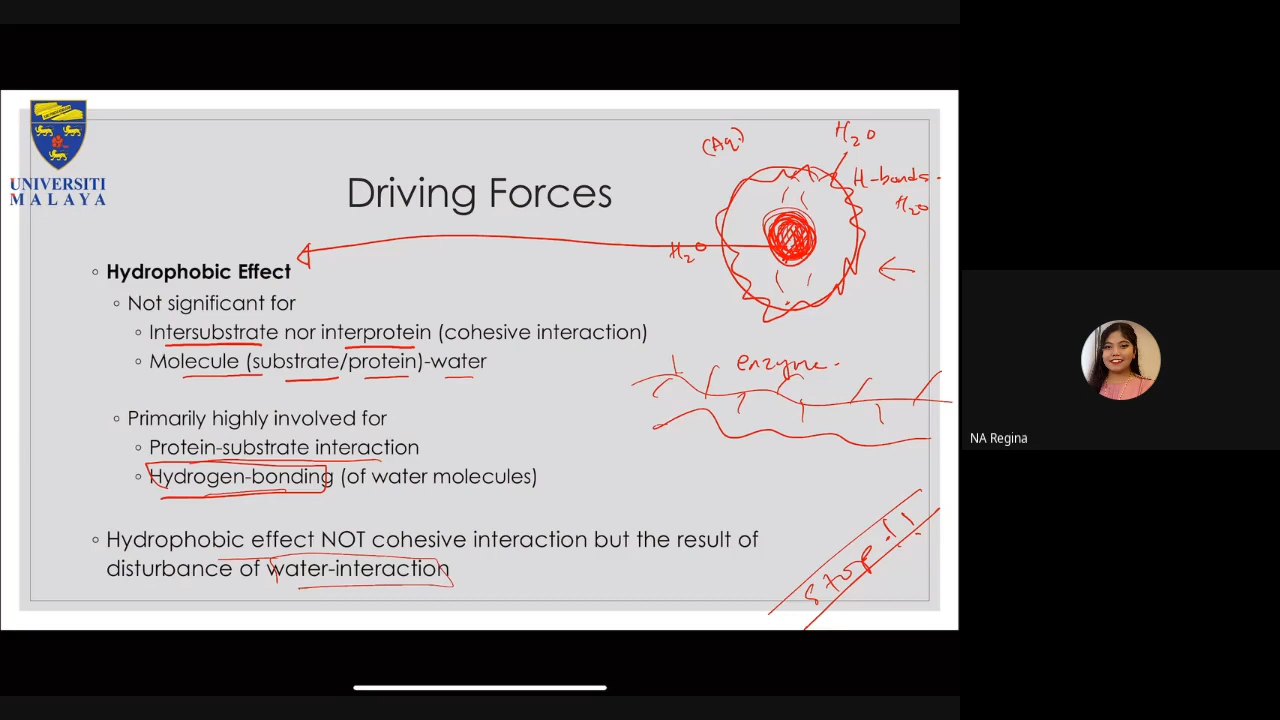 UNIVERSITI
MALAYA
Driving Forces
(Aq.)
H2O
H-bonds.
H2O
H2O
Hydrophobic Effect
Not significant for
Intersubstrate nor interprotein (cohesive interaction)
Molecule (substrate/protein)-water
enzyme.
Primarily highly involved for
Protein-substrate interaction
Hydrogen-bonding (of water molecules)
Hydrophobic effect NOT cohesive interaction but the result of
disturbance of water-interaction
stop !!
NA Regina